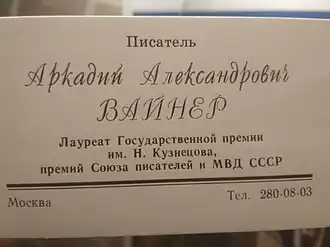 Писатель
Аркадий Александрович
ВАЙНЕР
Лауреат Государственной премии
им. Н. Кузнецова,
премий Союза писателей и МВД СССР
Москва Тел. 280-08-03